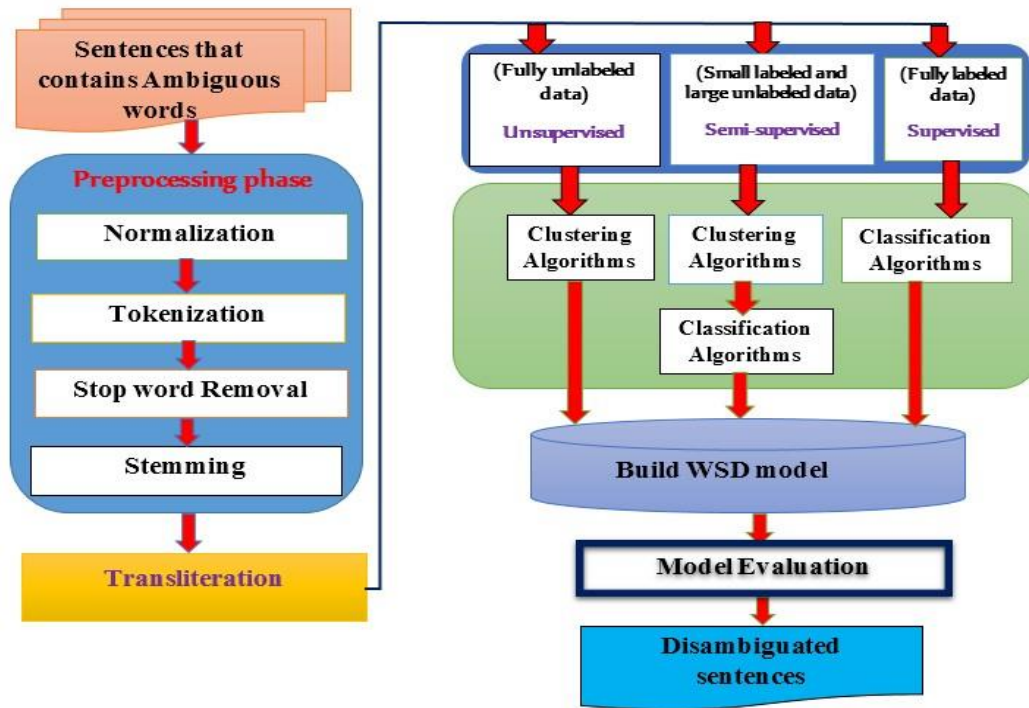 Sentences that
contains Ambiguous
words
Preprocessing phase
Normalization
Tokenization
Stop word Removal
Stemming
Transliteration
(Fully unlabeled
data)
Unsupervised
(Small labeled and
large unlabeled data)
Semi-supervised
(Fully labeled
data)
Supervised
Clustering
Algorithms
Clustering
Algorithms
Classification
Algorithms
Classification
Algorithms
Build WSD model
Model Evaluation
Disambiguated
sentences